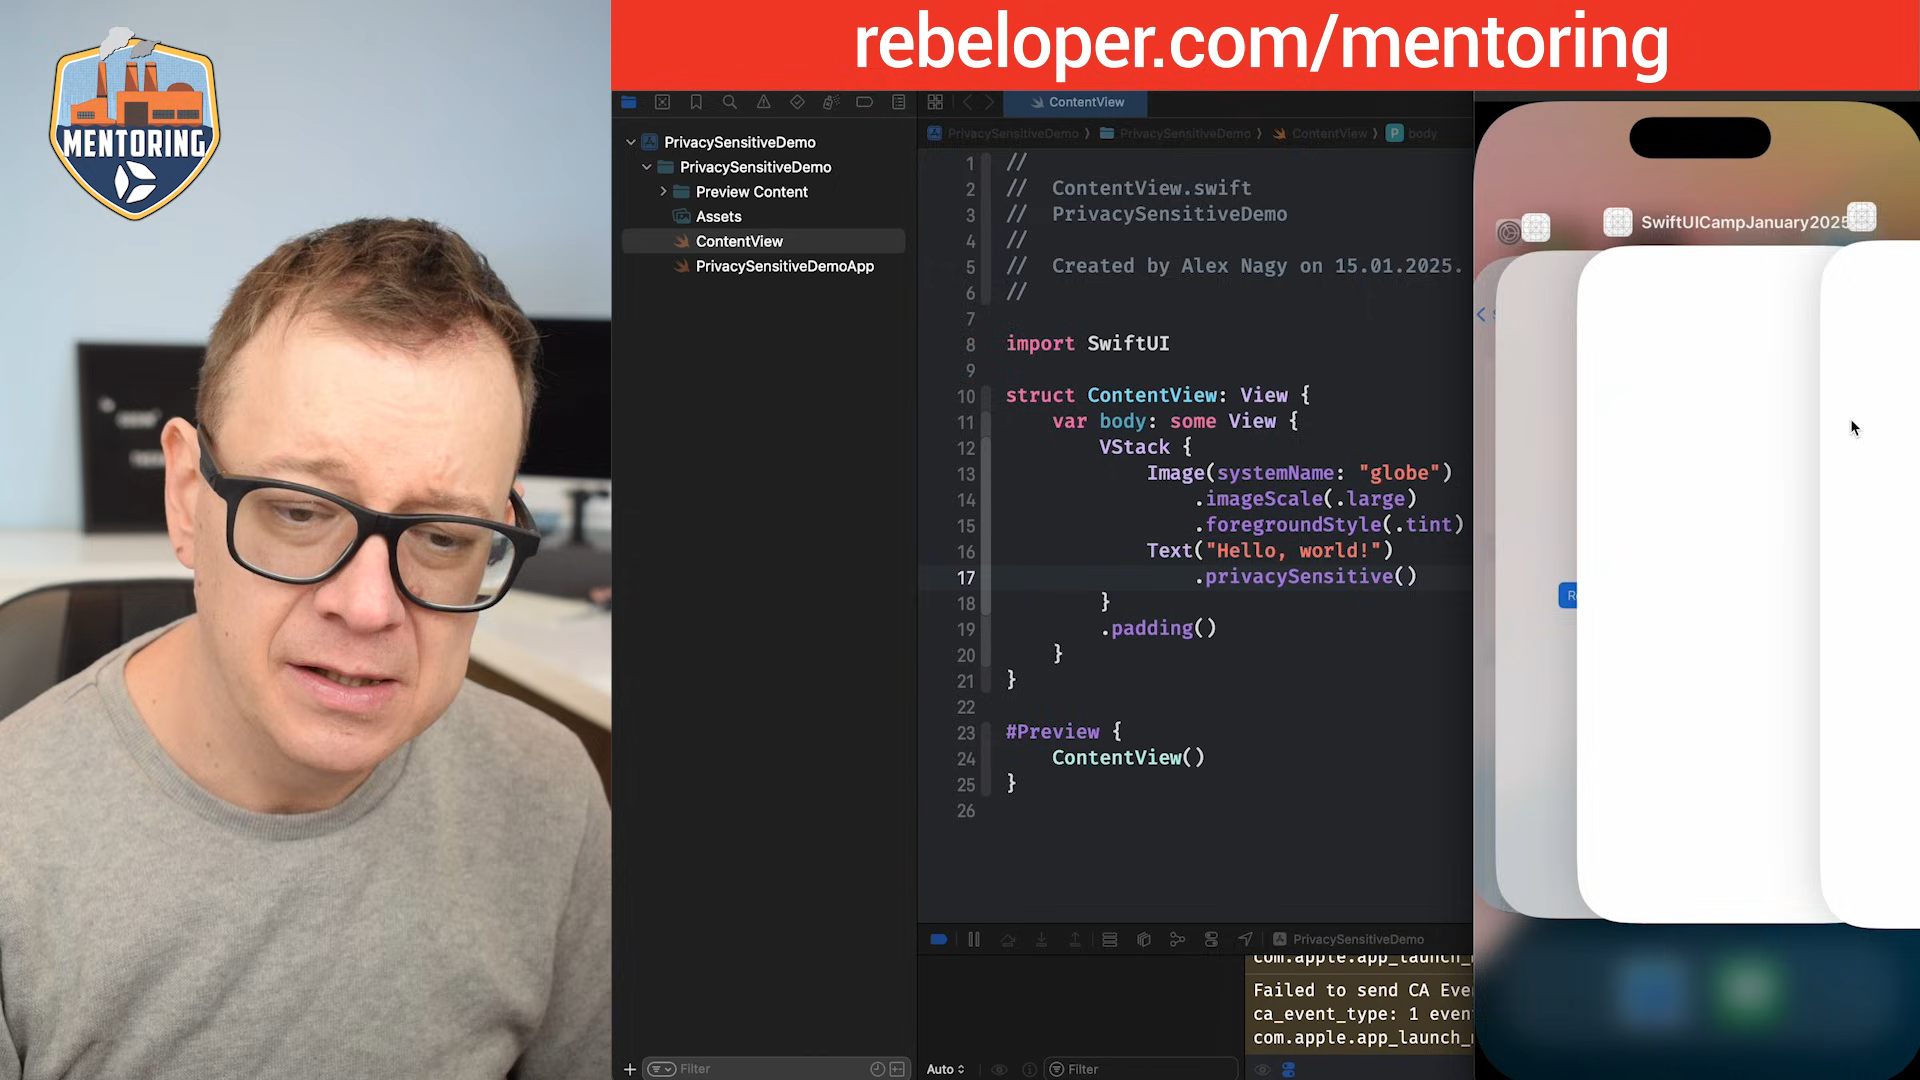 rebeloper.com/mentoring
MENTORING
PrivacySensitiveDemo
PrivacySensitiveDemo
Preview Content
Assets
ContentView
PrivacySensitiveDemoApp
Filter
ContentView
PrivacySensitiveDemo
PrivacySensitiveDemo
ContentView
P body
1 //
2 // ContentView.swift
3 // PrivacySensitiveDemo
4 //
5 // Created by Alex Nagy on 15.01.2025.
6 //
7
8 import SwiftUI
9
10 struct ContentView: View {
11 var body: some View {
12 VStack {
13 Image(systemName: "globe")
14 .imageScale(.large)
15 .foregroundStyle(.tint)
16 Text("Hello, world!")
17 .privacySensitive()
18 }
19 .padding()
20 }
21 }
22
23 #Preview {
24 ContentView()
25 }
26
PrivacySensitiveDemo
com.apple.app_launch_
Failed to send CA Eve
ca_event_type: 1 even
com.apple.app_launch_
Auto
Filter
SwiftUICampJanuary2025